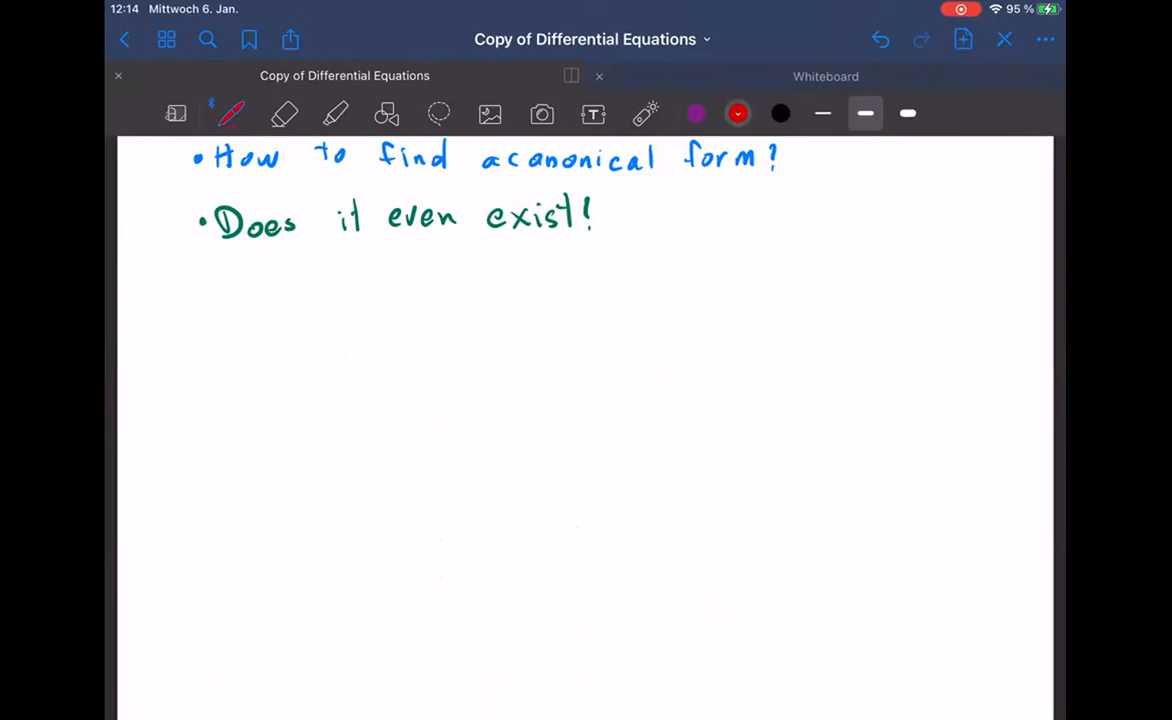 12:14 Mittwoch 6. Jan. 95 %
Copy of Differential Equations
Copy of Differential Equations Whiteboard
T
• How to find a canonical form?
• Does it even exist!